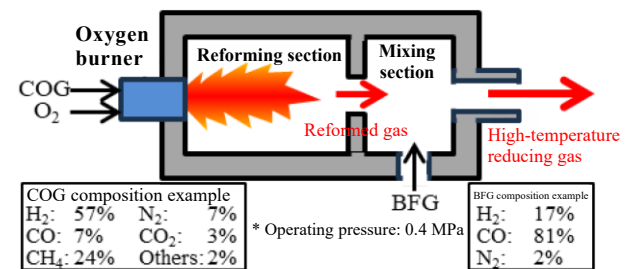 Oxygen
burner
Reforming section
Mixing
section
COG
O₂
Reformed gas
High-temperature
reducing gas
BFG
COG composition example
H₂: 57% N₂: 7%
CO: 7% CO₂: 3%
CH₄: 24% Others: 2%
* Operating pressure: 0.4 MPa
BFG composition example
H₂: 17%
CO: 81%
N₂: 2%